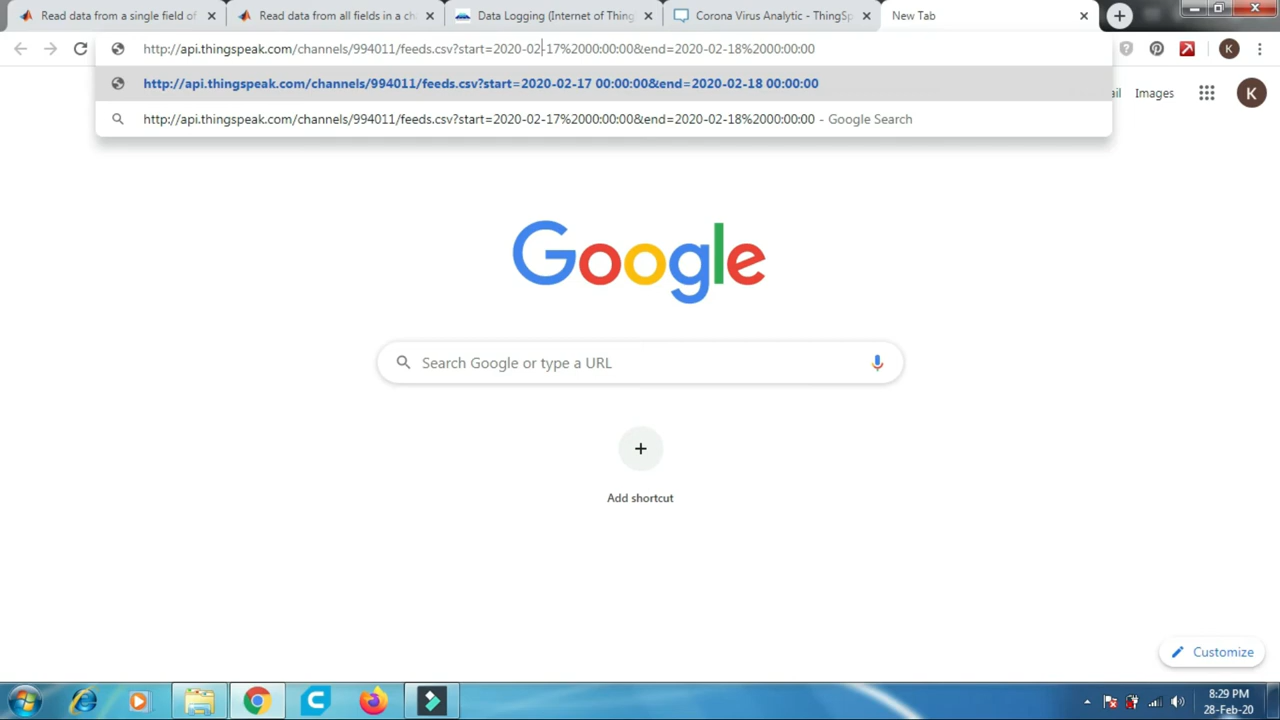 Read data from a single field of
Read data from all fields in a ch
Data Logging (Internet of Thing
Corona Virus Analytic - ThingSp
New Tab
http://api.thingspeak.com/channels/994011/feeds.csv?start=2020-02-17%2000:00:00&end=2020-02-18%2000:00:00
K
http://api.thingspeak.com/channels/994011/feeds.csv?start=2020-02-17 00:00:00&end=2020-02-18 00:00:00
ail
Images
K
http://api.thingspeak.com/channels/994011/feeds.csv?start=2020-02-17%2000:00:00&end=2020-02-18%2000:00:00 - Google Search
Google
Search Google or type a URL
Add shortcut
Customize
8:29 PM
28-Feb-20